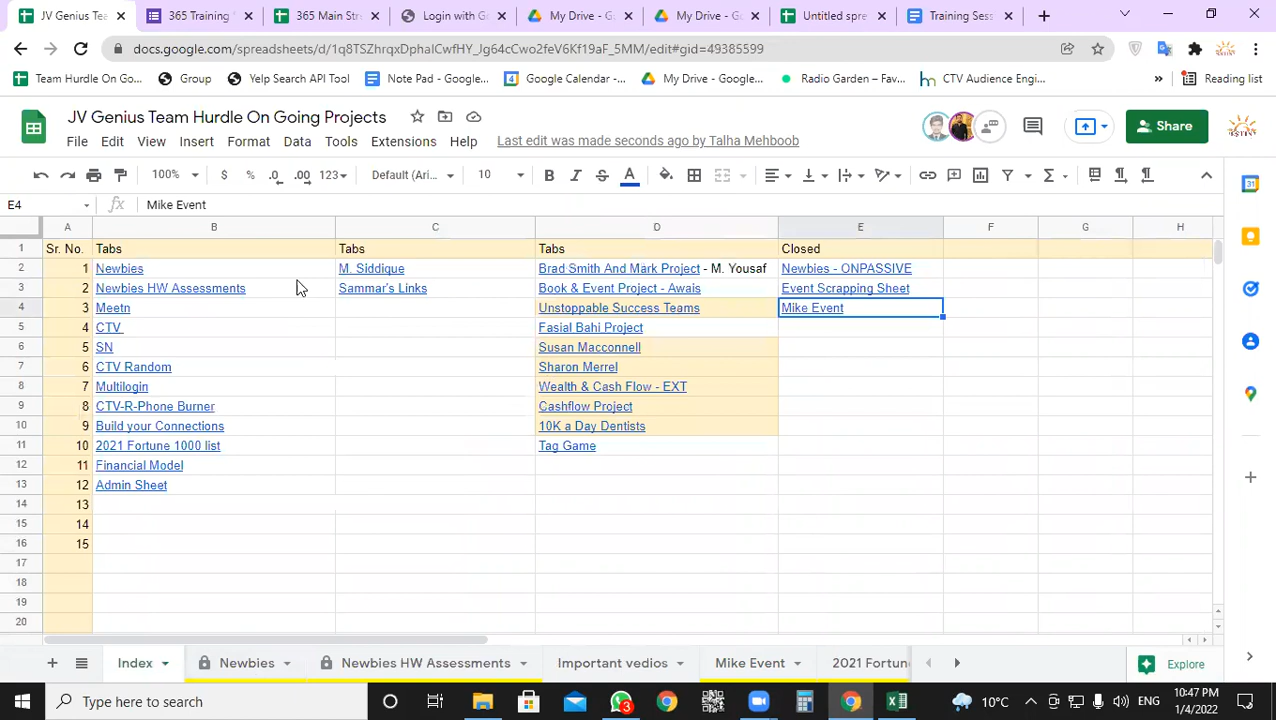 JV Genius Tea
365 Training f
365 Main Stre
Login with Go
My Drive - G
My Drive - G
Untitled spre
Training Sess
docs.google.com/spreadsheets/d/1q8TSZhrqxDphaICwfHY_Jg64cCwo2feV6Kf19aF_5MM/edit#gid=49385599
Team Hurdle On Go...
Group
Yelp Search API Tool
Note Pad - Google...
Google Calendar -...
My Drive - Google...
Radio Garden – Fav...
CTV Audience Engi...
Reading list
JV Genius Team Hurdle On Going Projects
File Edit View Insert Format Data Tools Extensions Help
Last edit was made seconds ago by Talha Mehboob
Share
100% $ % .0 .00 123 Default (Ari... 10 B I S A
E4 fx Mike Event
A B C D E F G H
1 Sr. No. Tabs Tabs Tabs Closed
2 1 Newbies M. Siddique Brad Smith And Mark Project - M. Yousaf Newbies - ONPASSIVE
3 2 Newbies HW Assessments Sammar's Links Book & Event Project - Awais Event Scrapping Sheet
4 3 Meetn Unstoppable Success Teams Mike Event
5 4 CTV Fasial Bahi Project
6 5 SN Susan Macconnell
7 6 CTV Random Sharon Merrel
8 7 Multilogin Wealth & Cash Flow - EXT
9 8 CTV-R-Phone Burner Cashflow Project
10 9 Build your Connections 10K a Day Dentists
11 10 2021 Fortune 1000 list Tag Game
12 11 Financial Model
13 12 Admin Sheet
14 13
15 14
16 15
17
18
19
20
Index Newbies Newbies HW Assessments Important vedios Mike Event 2021 Fortun
Explore
Type here to search
3
10°C
ENG
10:47 PM
1/4/2022